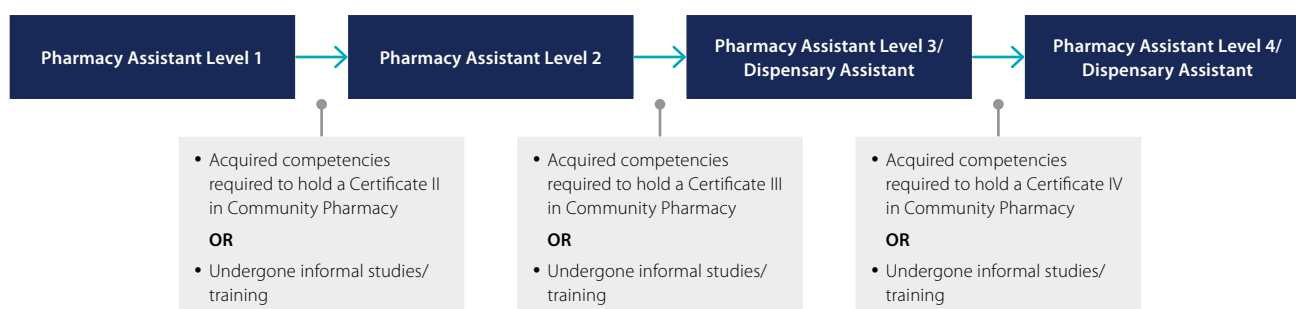 Pharmacy Assistant Level 1
Pharmacy Assistant Level 2
Pharmacy Assistant Level 3/
Dispensary Assistant
Pharmacy Assistant Level 4/
Dispensary Assistant
• Acquired competencies
required to hold a Certificate II
in Community Pharmacy
OR
• Undergone informal studies/
training
• Acquired competencies
required to hold a Certificate III
in Community Pharmacy
OR
• Undergone informal studies/
training
• Acquired competencies
required to hold a Certificate IV
in Community Pharmacy
OR
• Undergone informal studies/
training